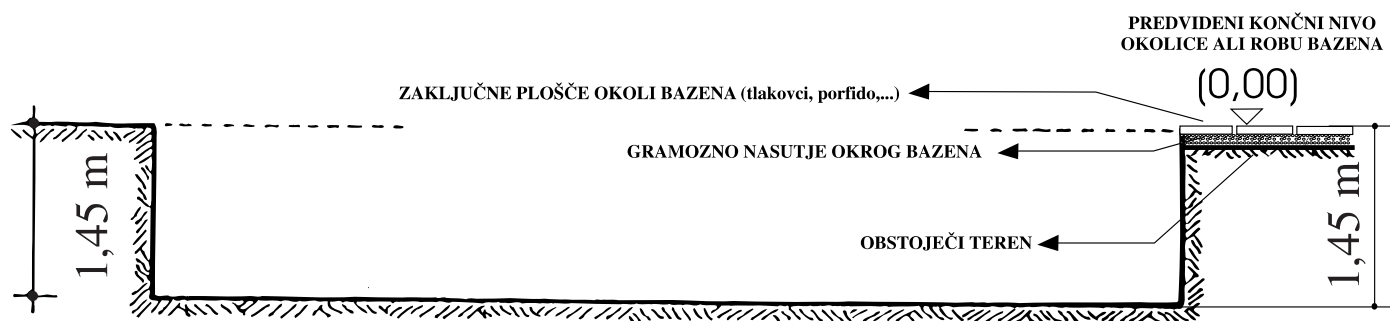 PREDVIDENI KONČNI NIVO
OKOLICE ALI ROBU BAZENA
(0,00)
ZAKLJUČNE PLOŠČE OKOLI BAZENA (tlakovci, porfido,...)
GRAMOZNO NASUTJE OKROG BAZENA
1,45 m
1,45 m
OBSTOJEČI TEREN